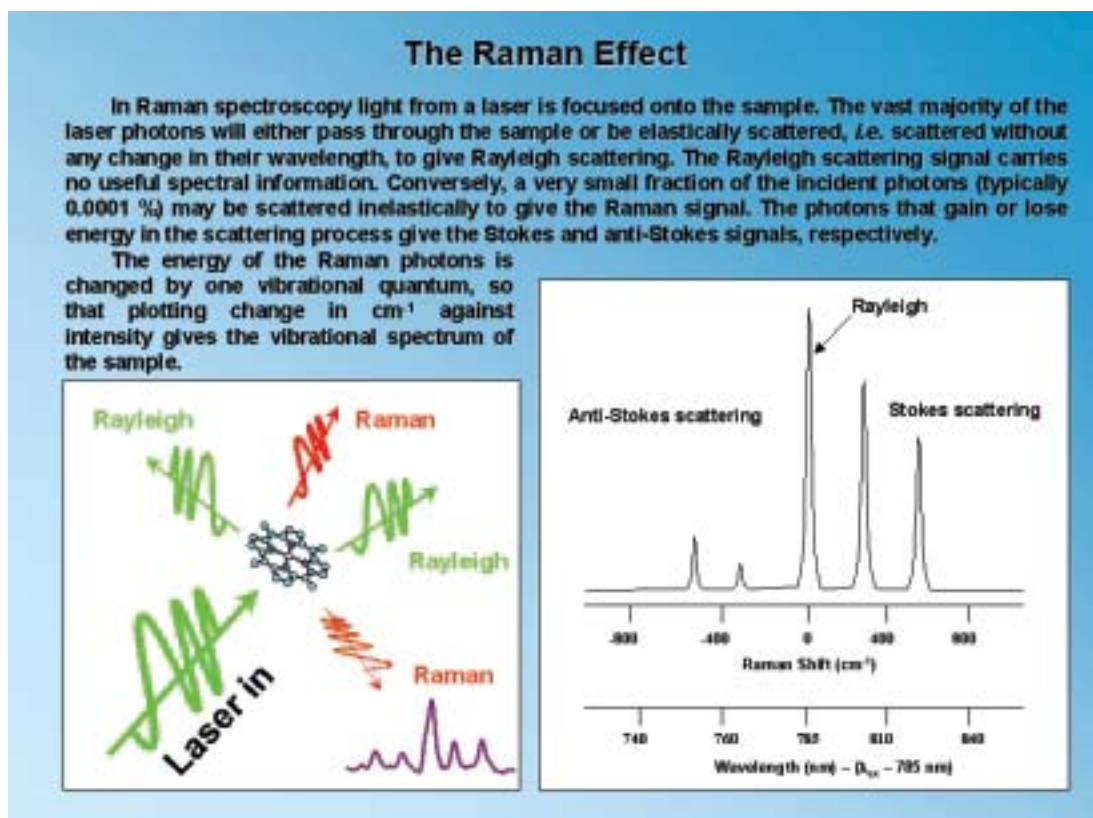 The Raman Effect
In Raman spectroscopy light from a laser is focused onto the sample. The vast majority of the
laser photons will either pass through the sample or be elastically scattered, i.e. scattered without
any change in their wavelength, to give Rayleigh scattering. The Rayleigh scattering signal carries
no useful spectral information. Conversely, a very small fraction of the incident photons (typically
0.0001 %) may be scattered inelastically to give the Raman signal. The photons that gain or lose
energy in the scattering process give the Stokes and anti-Stokes signals, respectively.
The energy of the Raman photons is
changed by one vibrational quantum, so
that plotting change in cm-1 against
intensity gives the vibrational spectrum of
the sample.
Rayleigh
Raman
Rayleigh
Raman
Laser in
Rayleigh
Anti-Stokes scattering
Stokes scattering
-800 -400 0 400 800
Raman Shift (cm-1)
740 760 785 810 840
Wavelength (nm) – (λex – 785 nm)